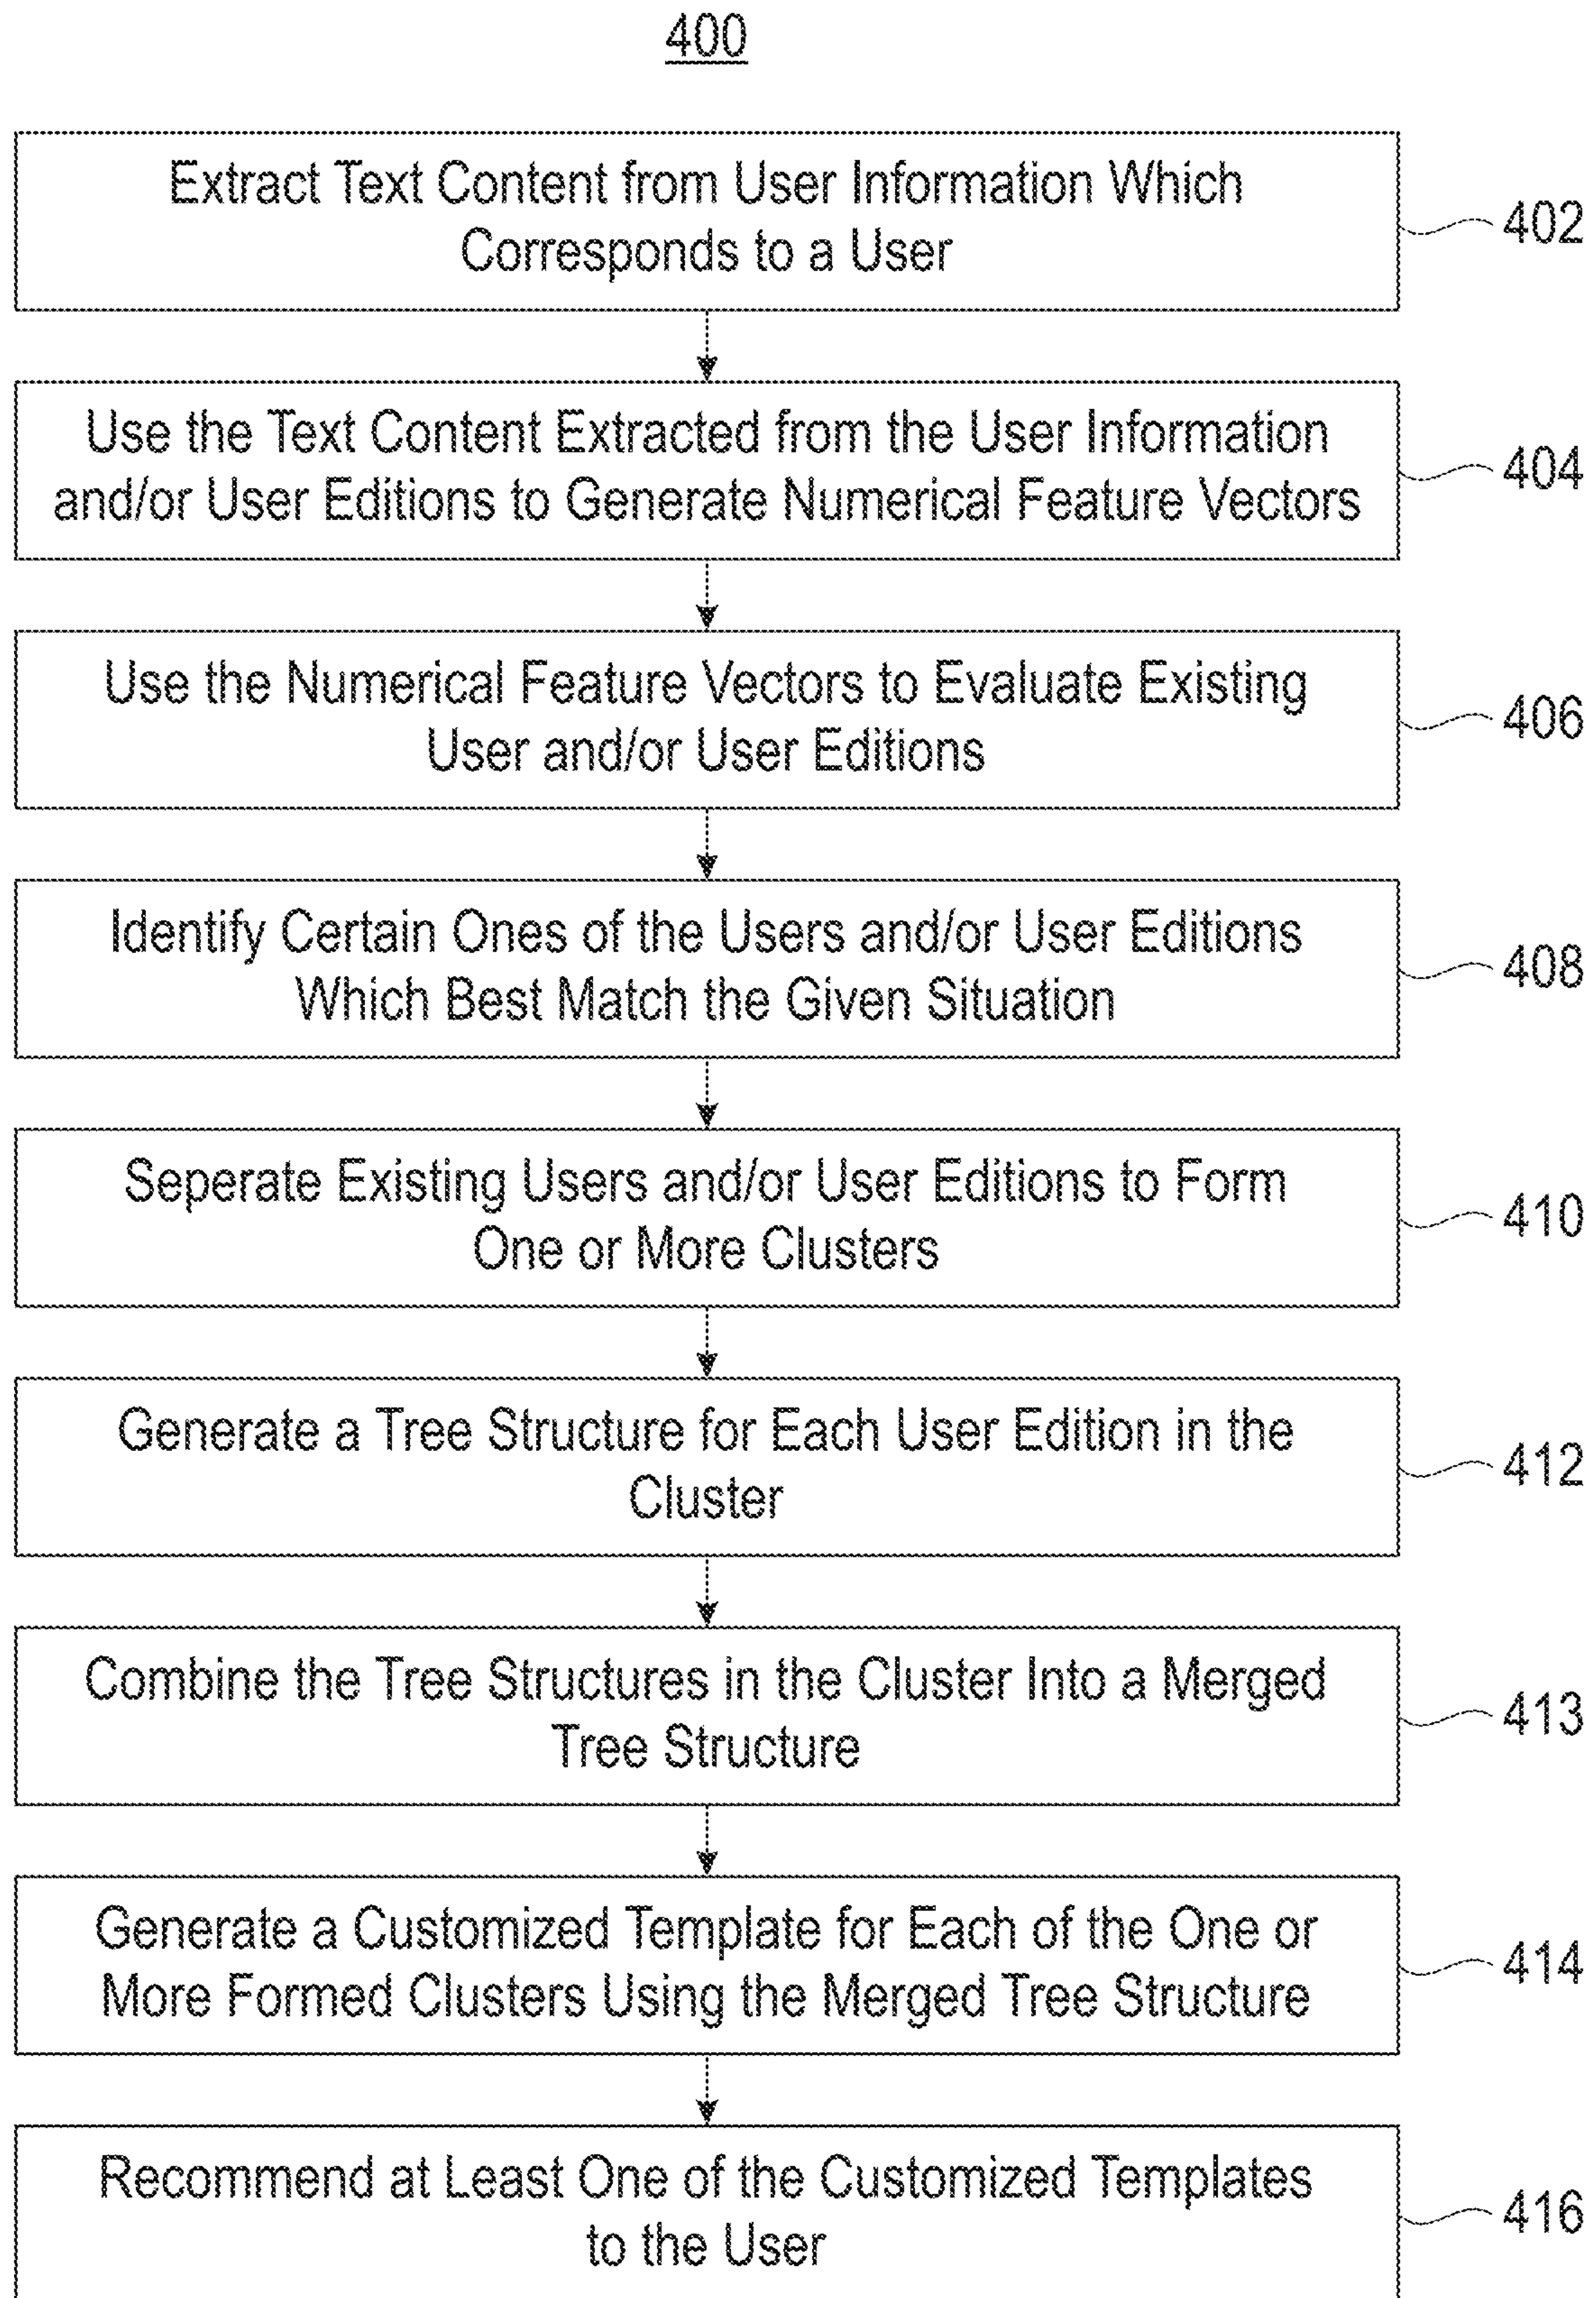 400
Extract Text Content from User Information Which
Corresponds to a User
402
Use the Text Content Extracted from the User Information
and/or User Editions to Generate Numerical Feature Vectors
404
Use the Numerical Feature Vectors to Evaluate Existing
User and/or User Editions
406
Identify Certain Ones of the Users and/or User Editions
Which Best Match the Given Situation
408
Seperate Existing Users and/or User Editions to Form
One or More Clusters
410
Generate a Tree Structure for Each User Edition in the
Cluster
412
Combine the Tree Structures in the Cluster Into a Merged
Tree Structure
413
Generate a Customized Template for Each of the One or
More Formed Clusters Using the Merged Tree Structure
414
Recommend at Least One of the Customized Templates
to the User
416